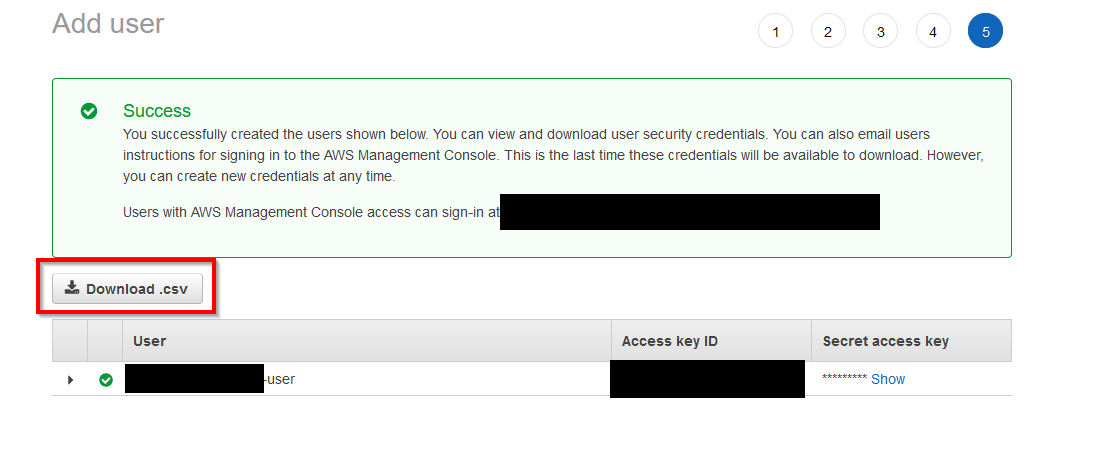 Add user
1 2 3 4 5
Success
You successfully created the users shown below. You can view and download user security credentials. You can also email users
instructions for signing in to the AWS Management Console. This is the last time these credentials will be available to download. However,
you can create new credentials at any time.
Users with AWS Management Console access can sign-in at
Download .csv
User Access key ID Secret access key
-user ********* Show